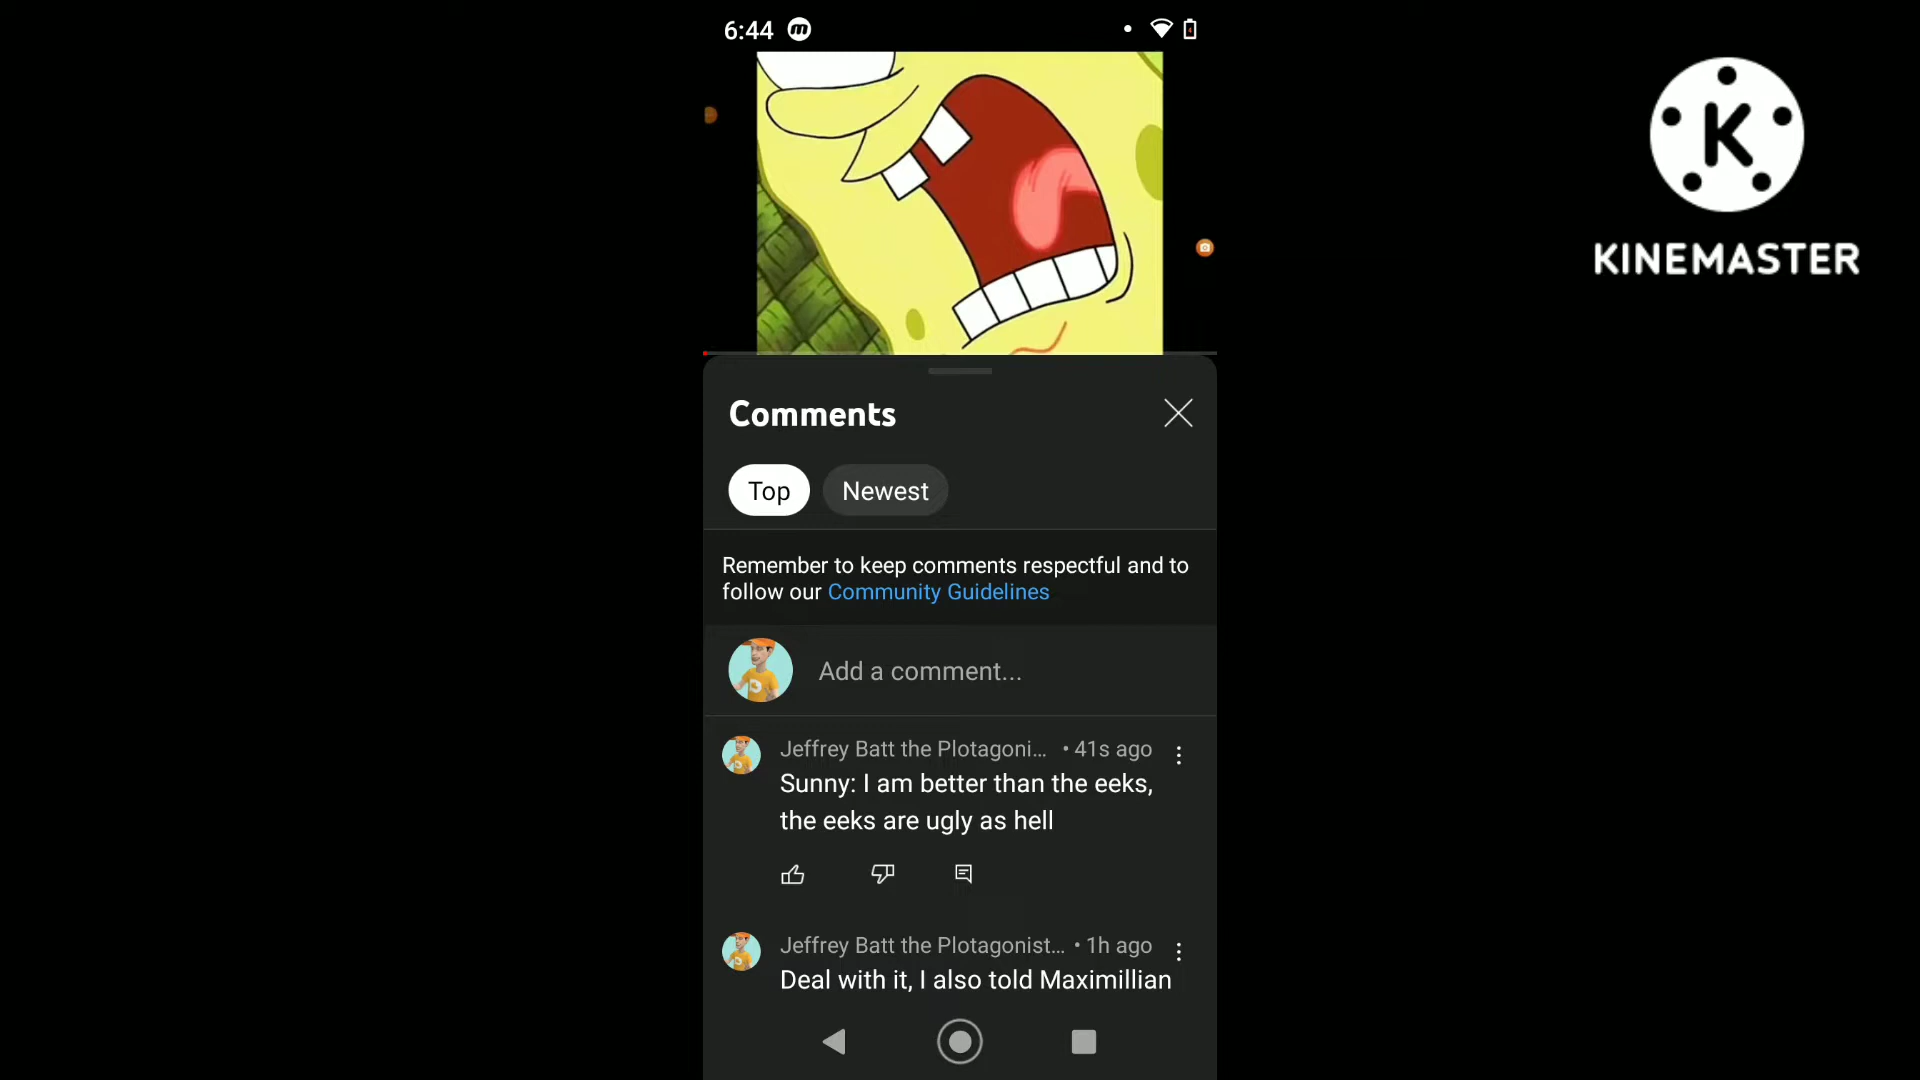 6:44
K
KINEMASTER
Comments
Top
Newest
Remember to keep comments respectful and to
follow our Community Guidelines
Add a comment...
Jeffrey Batt the Plotagoni... • 41s ago
Sunny: I am better than the eeks,
the eeks are ugly as hell
Jeffrey Batt the Plotagonist... • 1h ago
Deal with it, I also told Maximillian